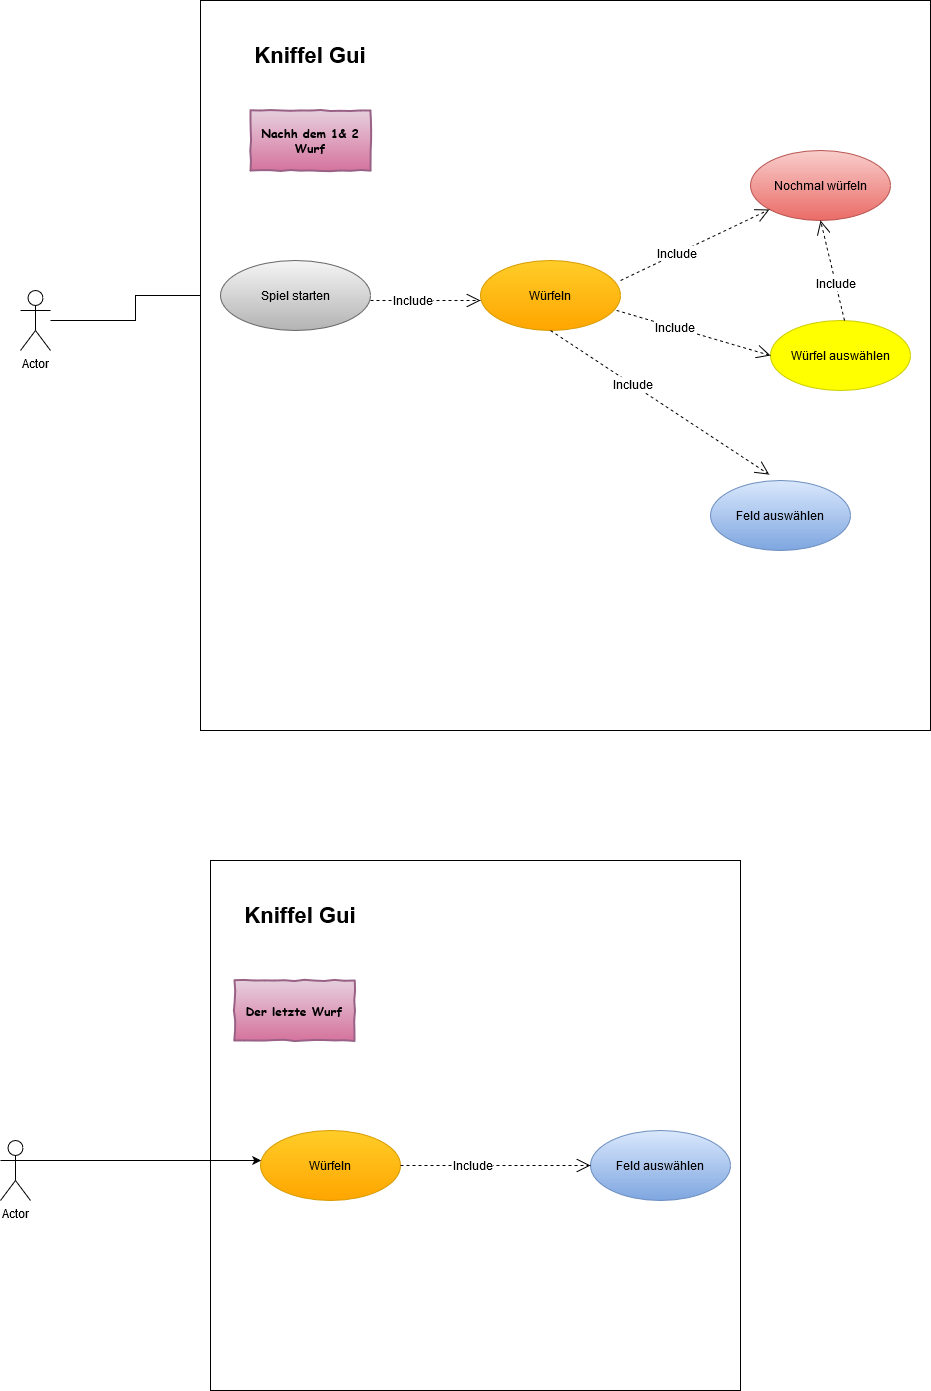 Kniffel Gui
Nachh dem 1& 2
Wurf
Nochmal würfeln
Include
Include
Spiel starten
Include
Würfeln
Include
Würfel auswählen
Actor
Include
Feld auswählen
Kniffel Gui
Der letzte Wurf
Würfeln
Include
Feld auswählen
Actor